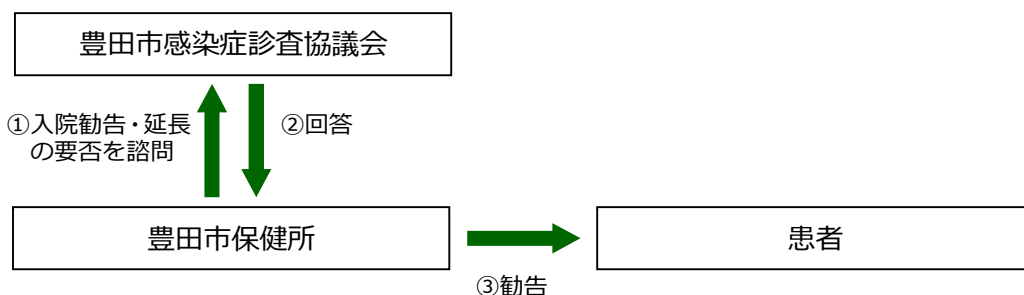 豊田市感染症診査協議会
①入院勧告・延長
の要否を諮問
②回答
豊田市保健所
患者
③勧告